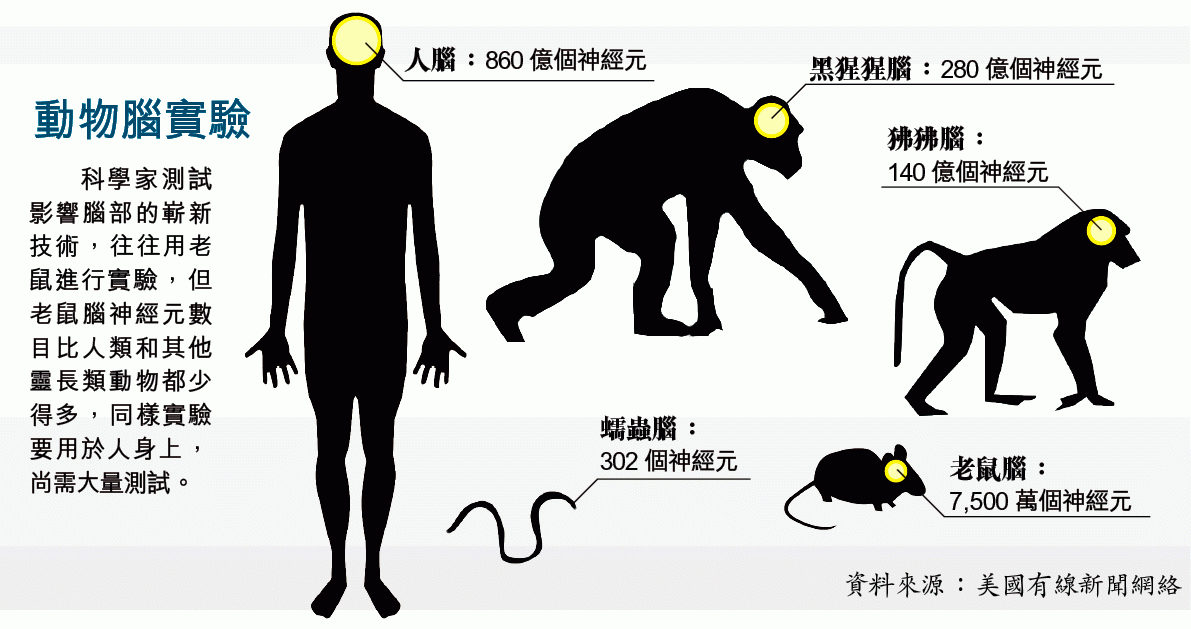 動物腦實驗
科學家測試
影響腦部的嶄新
技術，往往用老
鼠進行實驗，但
老鼠腦神經元數
目比人類和其他
靈長類動物都少
得多，同樣實驗
要用於人身上，
尚需大量測試。
人腦：860 億個神經元
黑猩猩腦：280 億個神經元
狒狒腦：
140 億個神經元
蠕蟲腦：
302 個神經元
老鼠腦：
7,500 萬個神經元
資料來源：美國有線新聞網絡